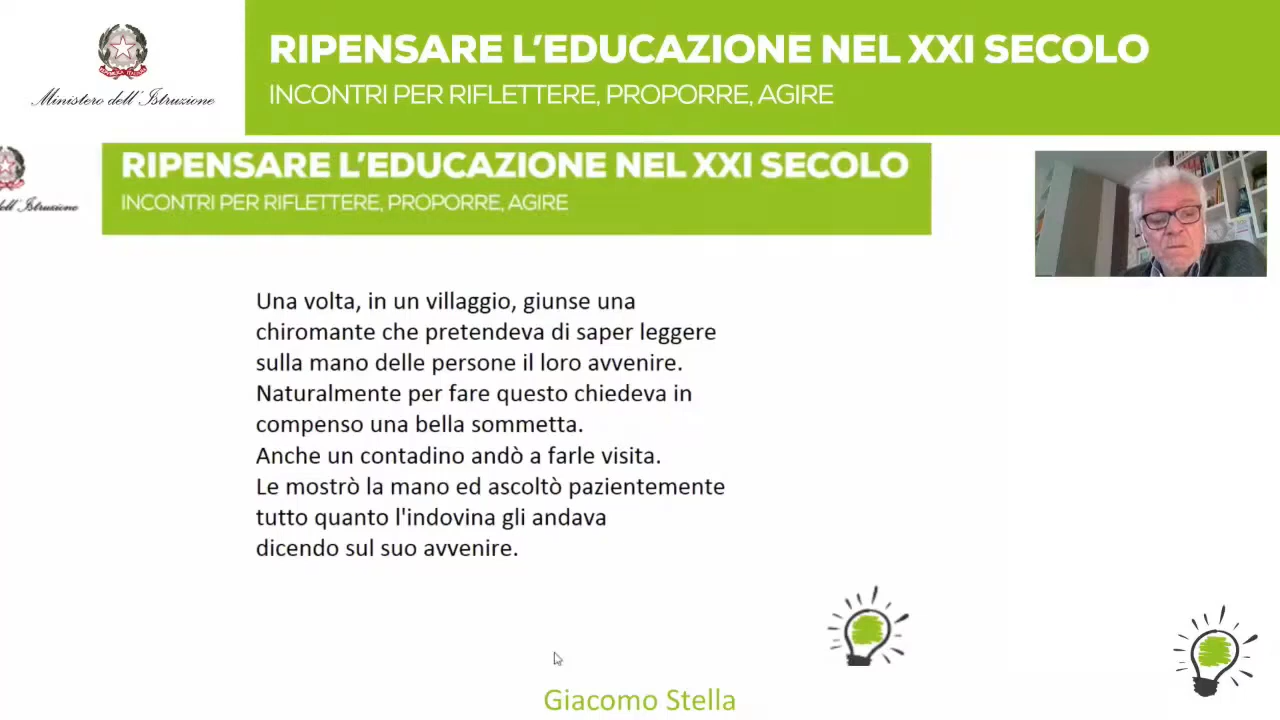 RIPENSARE L'EDUCAZIONE NEL XXI SECOLO
INCONTRI PER RIFLETTERE, PROPORRE, AGIRE
Ministero dell'Istruzione
RIPENSARE L'EDUCAZIONE NEL XXI SECOLO
INCONTRI PER RIFLETTERE, PROPORRE, AGIRE
dell'Istruzione
Una volta, in un villaggio, giunse una
chiromante che pretendeva di saper leggere
sulla mano delle persone il loro avvenire.
Naturalmente per fare questo chiedeva in
compenso una bella sommetta.
Anche un contadino andò a farle visita.
Le mostrò la mano ed ascoltò pazientemente
tutto quanto l'indovina gli andava
dicendo sul suo avvenire.
Giacomo Stella